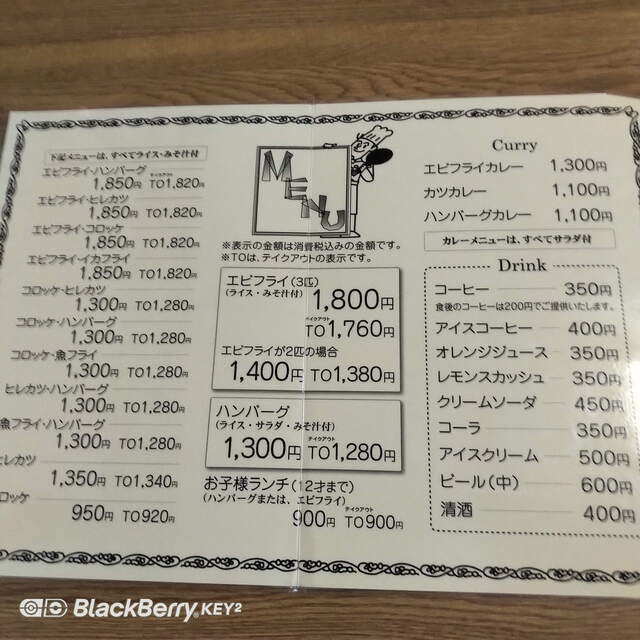 下記メニューは、すべてライス・みそ汁付
エビフライ・ハンバーグ
テイクアウト
1,850円 TO1,820円
エビフライ・ヒレカツ
1,850円 TO1,820円
エビフライ・コロッケ
1,850円 TO1,820円
エビフライ・イカフライ
1,850円 TO1,820円
コロッケ・ヒレカツ
1,300円 TO1,280円
コロッケ・ハンバーグ
1,300円 TO1,280円
コロッケ・魚フライ
1,300円 TO1,280円
ヒレカツ・ハンバーグ
1,300円 TO1,280円
魚フライ・ハンバーグ
1,300円 TO1,280円
ヒレカツ
1,350円 TO1,340円
コロッケ
950円 TO920円
MENU
※表示の金額は消費税込みの金額です。
※TOは、テイクアウトの表示です。
エビフライ(3匹)
(ライス・みそ汁付)
1,800円
テイクアウト
TO1,760円
エビフライが2匹の場合
1,400円 TO1,380円
ハンバーグ
(ライス・サラダ・みそ汁付)
テイクアウト
1,300円 TO1,280円
お子様ランチ(12才まで)
(ハンバーグまたは、エビフライ)
テイクアウト
900円 TO900円
Curry
エビフライカレー 1,300円
カツカレー 1,100円
ハンバーグカレー 1,100円
カレーメニューは、すべてサラダ付
Drink
コーヒー 350円
食後のコーヒーは200円でご提供いたします。
アイスコーヒー 400円
オレンジジュース 350円
レモンスカッシュ 350円
クリームソーダ 450円
コーラ 350円
アイスクリーム 500円
ビール(中) 600円
清酒 400円
BlackBerry KEY2